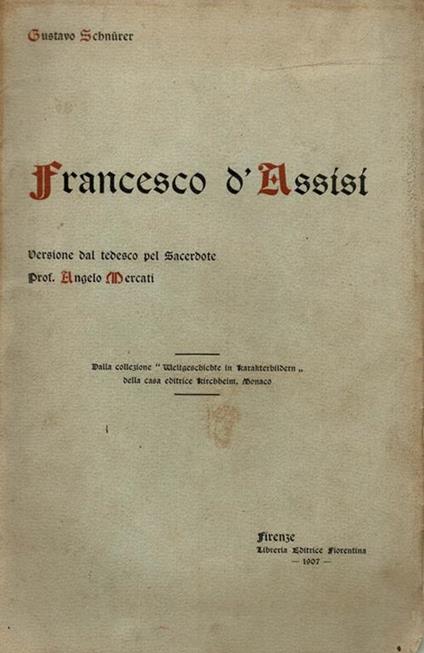 Gustavo Schnürer
Francesco d'Assisi
Versione dal tedesco pel Sacerdote
Prof. Angelo Mercati
Dalla collezione “ Weltgeschichte in Karakterbildern „
della casa editrice Kirchheim, Monaco
Firenze
Libreria Editrice Fiorentina
— 1907 —